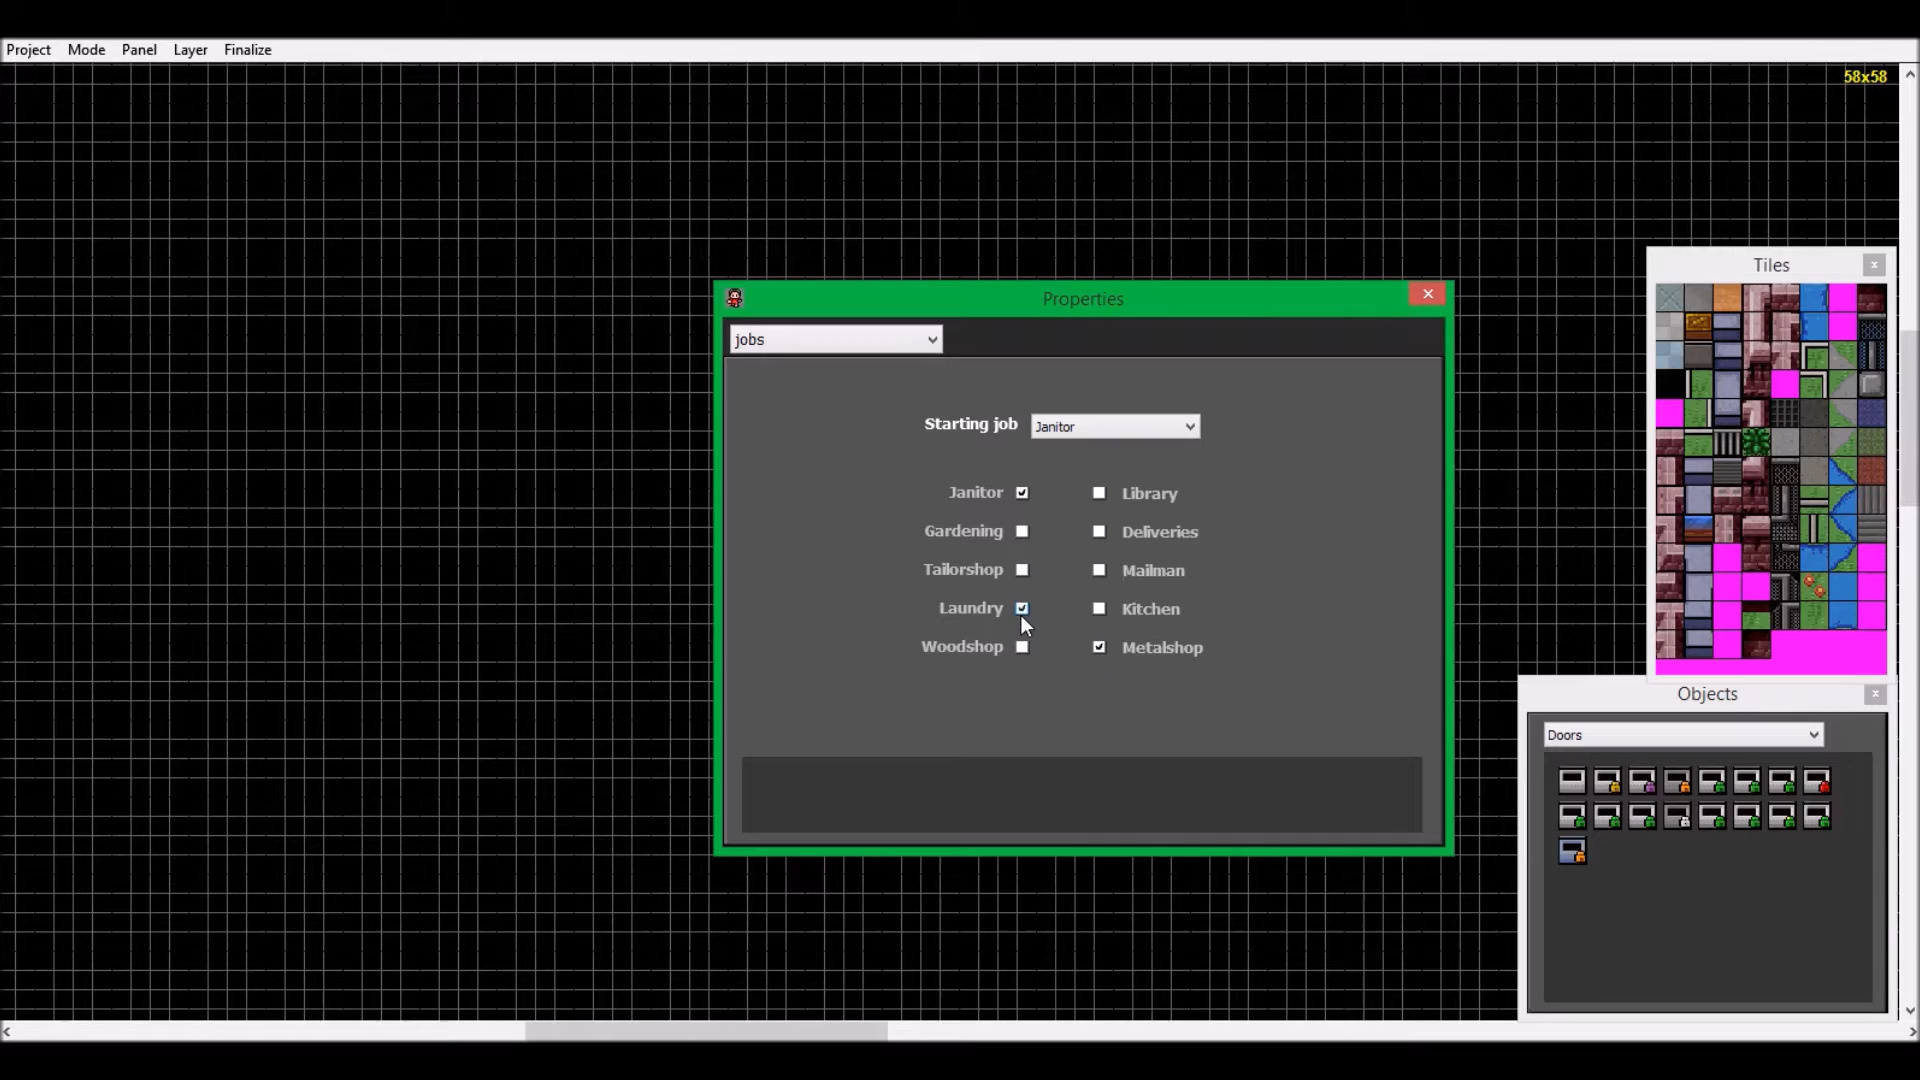 Project Mode Panel Layer Finalize
58x58
Properties
jobs
Starting job Janitor
Janitor Library
Gardening Deliveries
Tailorshop Mailman
Laundry Kitchen
Woodshop Metalshop
Tiles
Objects
Doors